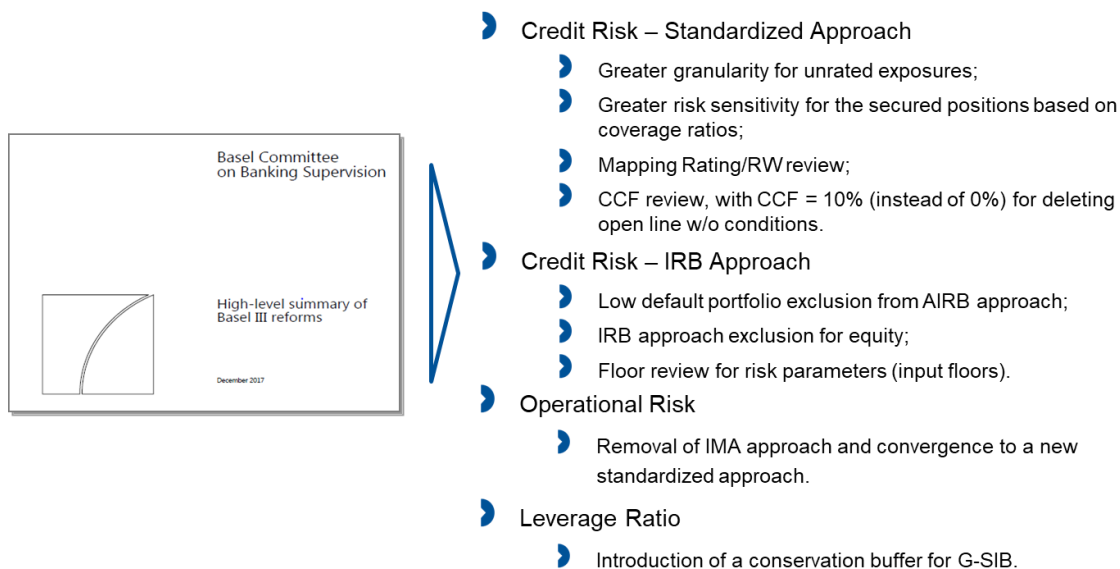 Basel Committee
on Banking Supervision
High-level summary of
Basel III reforms
December 2017
Credit Risk – Standardized Approach
Greater granularity for unrated exposures;
Greater risk sensitivity for the secured positions based on
coverage ratios;
Mapping Rating/RW review;
CCF review, with CCF = 10% (instead of 0%) for deleting
open line w/o conditions.
Credit Risk – IRB Approach
Low default portfolio exclusion from AIRB approach;
IRB approach exclusion for equity;
Floor review for risk parameters (input floors).
Operational Risk
Removal of IMA approach and convergence to a new
standardized approach.
Leverage Ratio
Introduction of a conservation buffer for G-SIB.